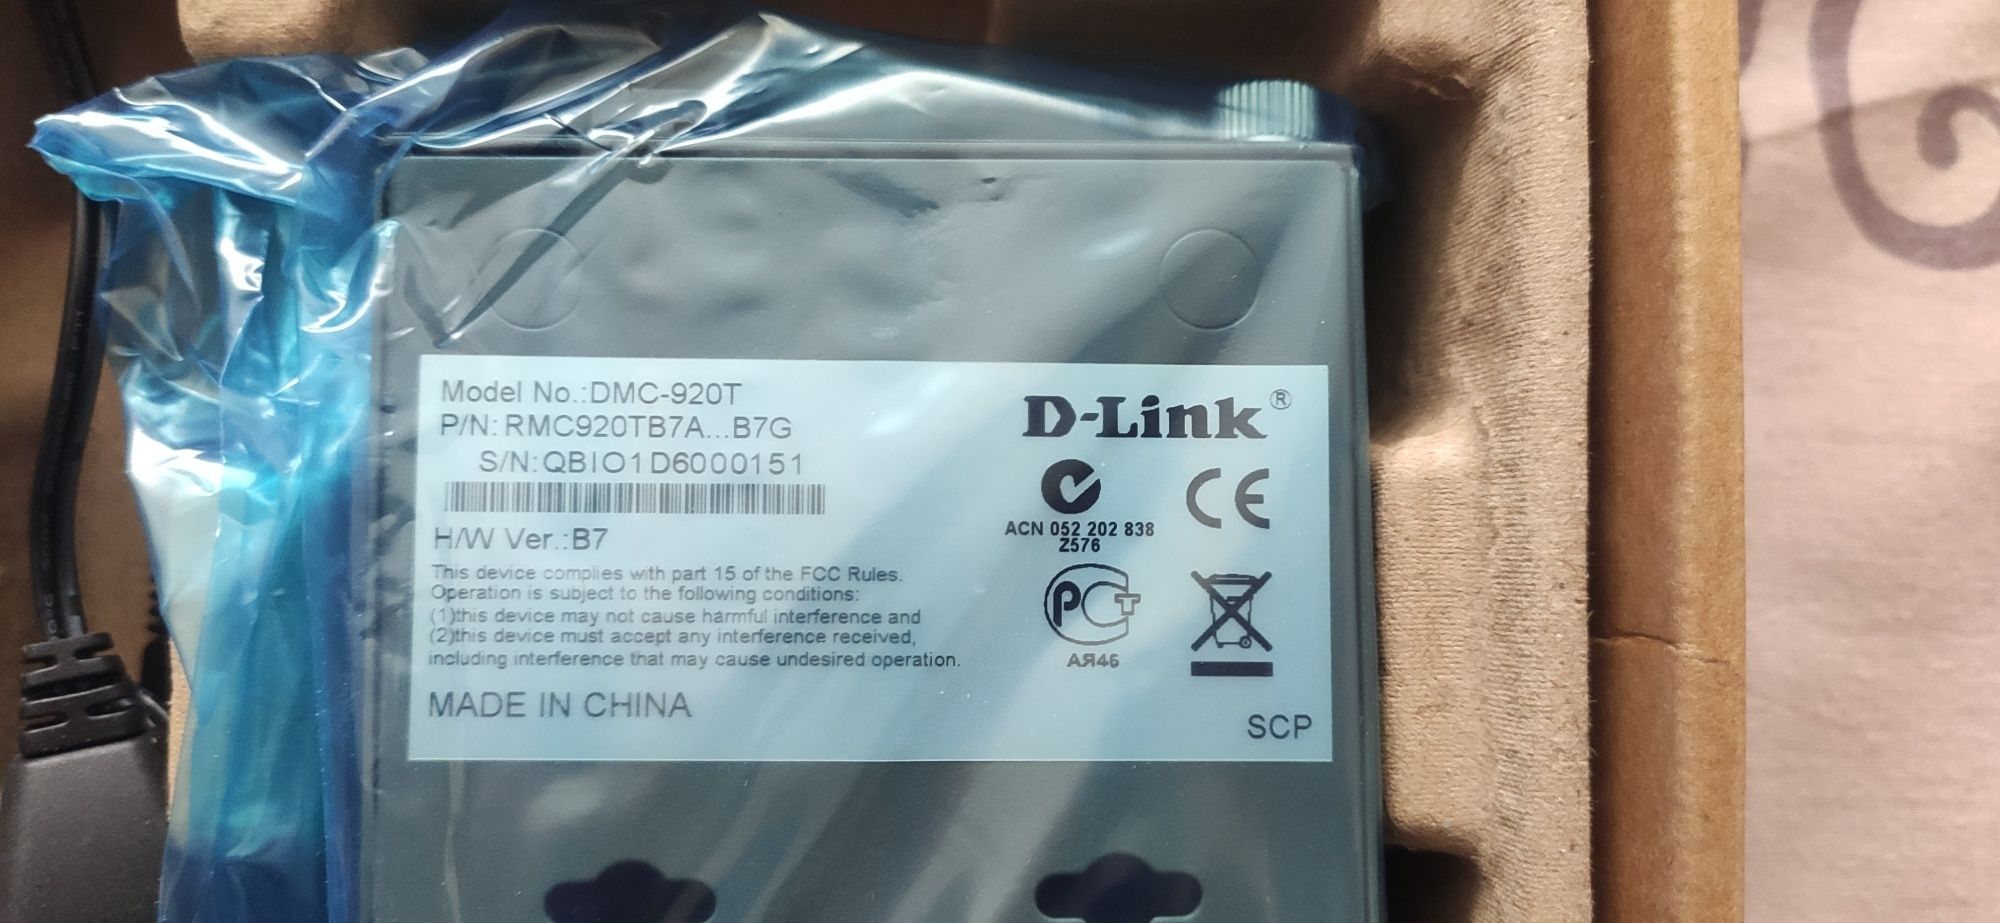 Model No.:DMC-920T
P/N: RMC920TB7A...B7G
S/N:QBIO1D6000151
H/W Ver.:B7
This device complies with part 15 of the FCC Rules.
Operation is subject to the following conditions:
(1)this device may not cause harmful interference and
(2)this device must accept any interference received,
including interference that may cause undesired operation.
MADE IN CHINA
D-Link®
CE
ACN 052 202 838
Z576
PCT
АЯ46
SCP